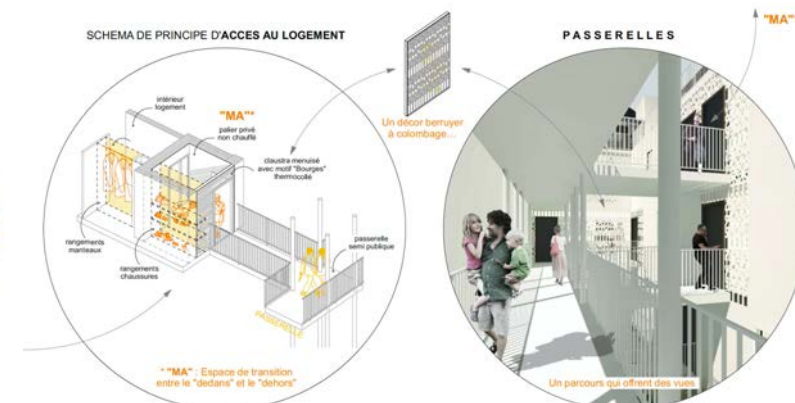 SCHEMA DE PRINCIPE D'ACCES AU LOGEMENT
PASSERELLES
"MA"*
intérieur
logement
"MA"*
palier privé
non chauffé
claustra menuisé
avec motif "Bourges"
thermocollé
Un décor berruyer
à colombage...
rangements
manteaux
rangements
chaussures
passerelle
semi publique
PASSERELLE
* "MA" : Espace de transition
entre le "dedans" et le "dehors"
Un parcours qui offrent des vues